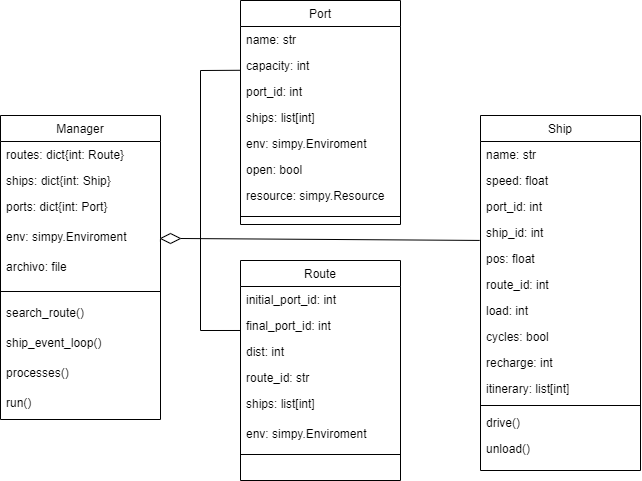 Port
name: str
capacity: int
port_id: int
ships: list[int]
env: simpy.Enviroment
open: bool
resource: simpy.Resource
Manager
routes: dict{int: Route}
ships: dict{int: Ship}
ports: dict{int: Port}
env: simpy.Enviroment
archivo: file
search_route()
ship_event_loop()
processes()
run()
Route
initial_port_id: int
final_port_id: int
dist: int
route_id: str
ships: list[int]
env: simpy.Enviroment
Ship
name: str
speed: float
port_id: int
ship_id: int
pos: float
route_id: int
load: int
cycles: bool
recharge: int
itinerary: list[int]
drive()
unload()